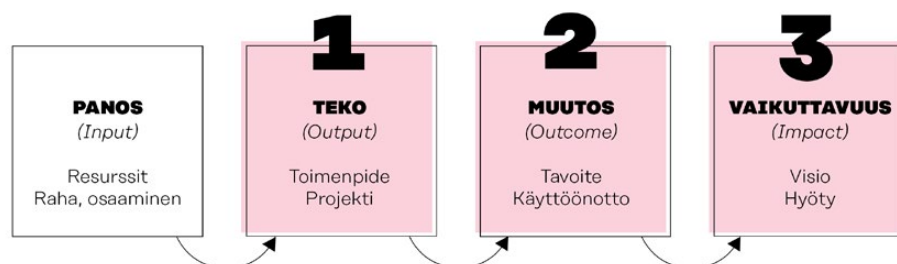 PANOS
(Input)
Resurssit
Raha, osaaminen
1
TEKO
(Output)
Toimenpide
Projekti
2
MUUTOS
(Outcome)
Tavoite
Käyttöönotto
3
VAIKUTTAVUUS
(Impact)
Visio
Hyöty